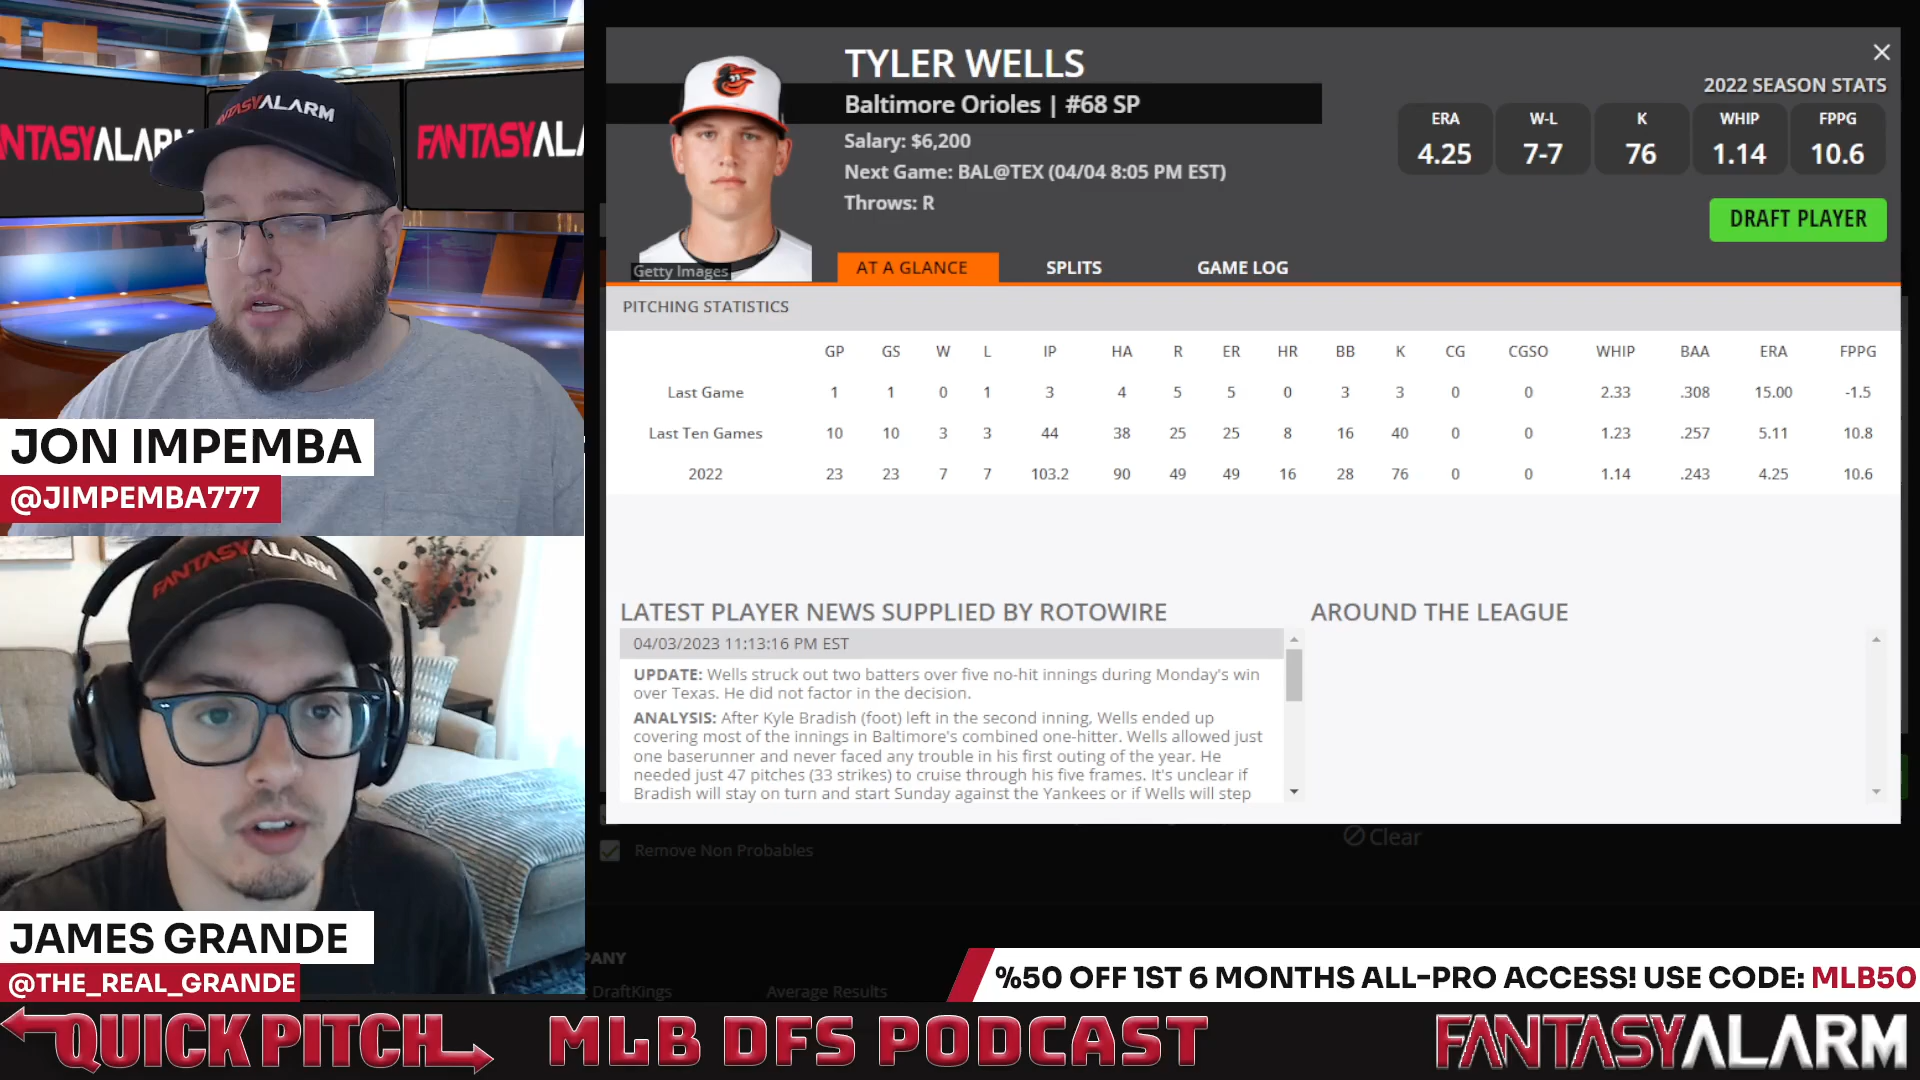 FANTASYALARM
NTASYALARM
FANTASYAL
JON IMPEMBA
@JIMPEMBA777
FANTASYALARM
JAMES GRANDE
@THE_REAL_GRANDE
TYLER WELLS
Baltimore Orioles | #68 SP
Salary: $6,200
Next Game: BAL@TEX (04/04 8:05 PM EST)
Throws: R
Getty Images
2022 SEASON STATS
ERA W-L K WHIP FPPG
4.25 7-7 76 1.14 10.6
DRAFT PLAYER
AT A GLANCE SPLITS GAME LOG
PITCHING STATISTICS
GP GS W L IP HA R ER HR BB K CG CGSO WHIP BAA ERA FPPG
Last Game 1 1 0 1 3 4 5 5 0 3 3 0 0 2.33 .308 15.00 -1.5
Last Ten Games 10 10 3 3 44 38 25 25 8 16 40 0 0 1.23 .257 5.11 10.8
2022 23 23 7 7 103.2 90 49 49 16 28 76 0 0 1.14 .243 4.25 10.6
LATEST PLAYER NEWS SUPPLIED BY ROTOWIRE
04/03/2023 11:13:16 PM EST
UPDATE: Wells struck out two batters over five no-hit innings during Monday's win
over Texas. He did not factor in the decision.
ANALYSIS: After Kyle Bradish (foot) left in the second inning, Wells ended up
covering most of the innings in Baltimore's combined one-hitter. Wells allowed just
one baserunner and never faced any trouble in his first outing of the year. He
needed just 47 pitches (33 strikes) to cruise through his five frames. It's unclear if
Bradish will stay on turn and start Sunday against the Yankees or if Wells will step
AROUND THE LEAGUE
Clear
Remove Non Probables
PANY
DraftKings
Average Results
%50 OFF 1ST 6 MONTHS ALL-PRO ACCESS! USE CODE: MLB50
QUICK PITCH
MLB DFS PODCAST
FANTASYALARM